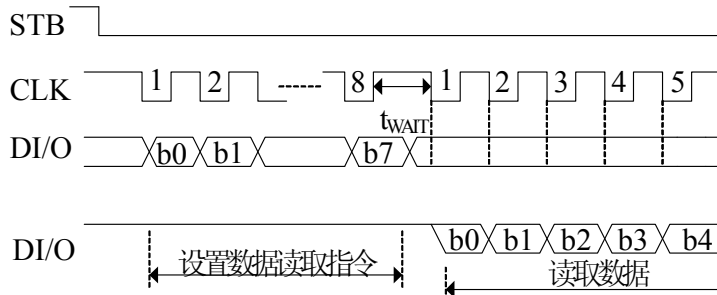 STB
CLK 1 2 8 1 2 3 4 5
tWAIT
DI/O b0 b1 b7
DI/O b0 b1 b2 b3 b4
设置数据读取指令 读取数据